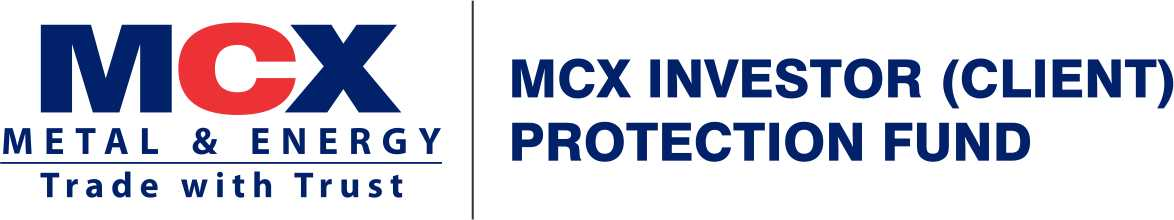 MCX
METAL & ENERGY
Trade with Trust
MCX INVESTOR (CLIENT)
PROTECTION FUND